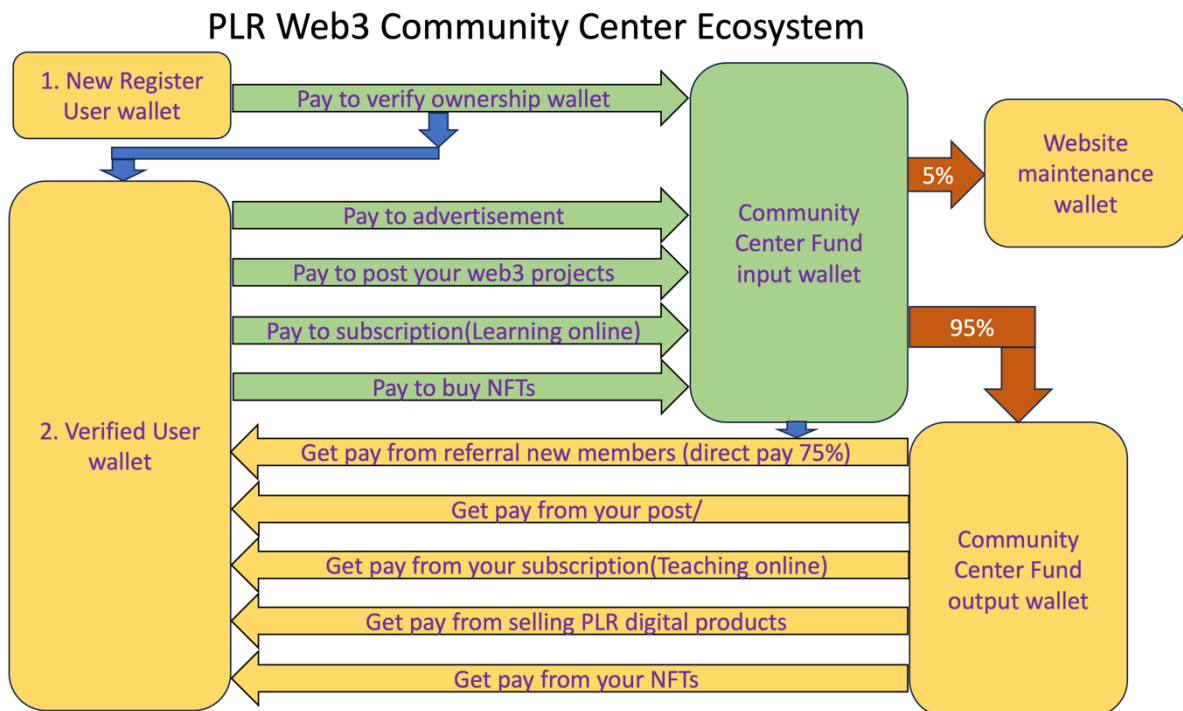 PLR Web3 Community Center Ecosystem
1. New Register
User wallet
Pay to verify ownership wallet
Website
maintenance
wallet
5%
Pay to advertisement
Community
Center Fund
input wallet
Pay to post your web3 projects
Pay to subscription(Learning online)
95%
Pay to buy NFTs
2. Verified User
wallet
Get pay from referral new members (direct pay 75%)
Get pay from your post/
Get pay from your subscription(Teaching online)
Community
Center Fund
output wallet
Get pay from selling PLR digital products
Get pay from your NFTs